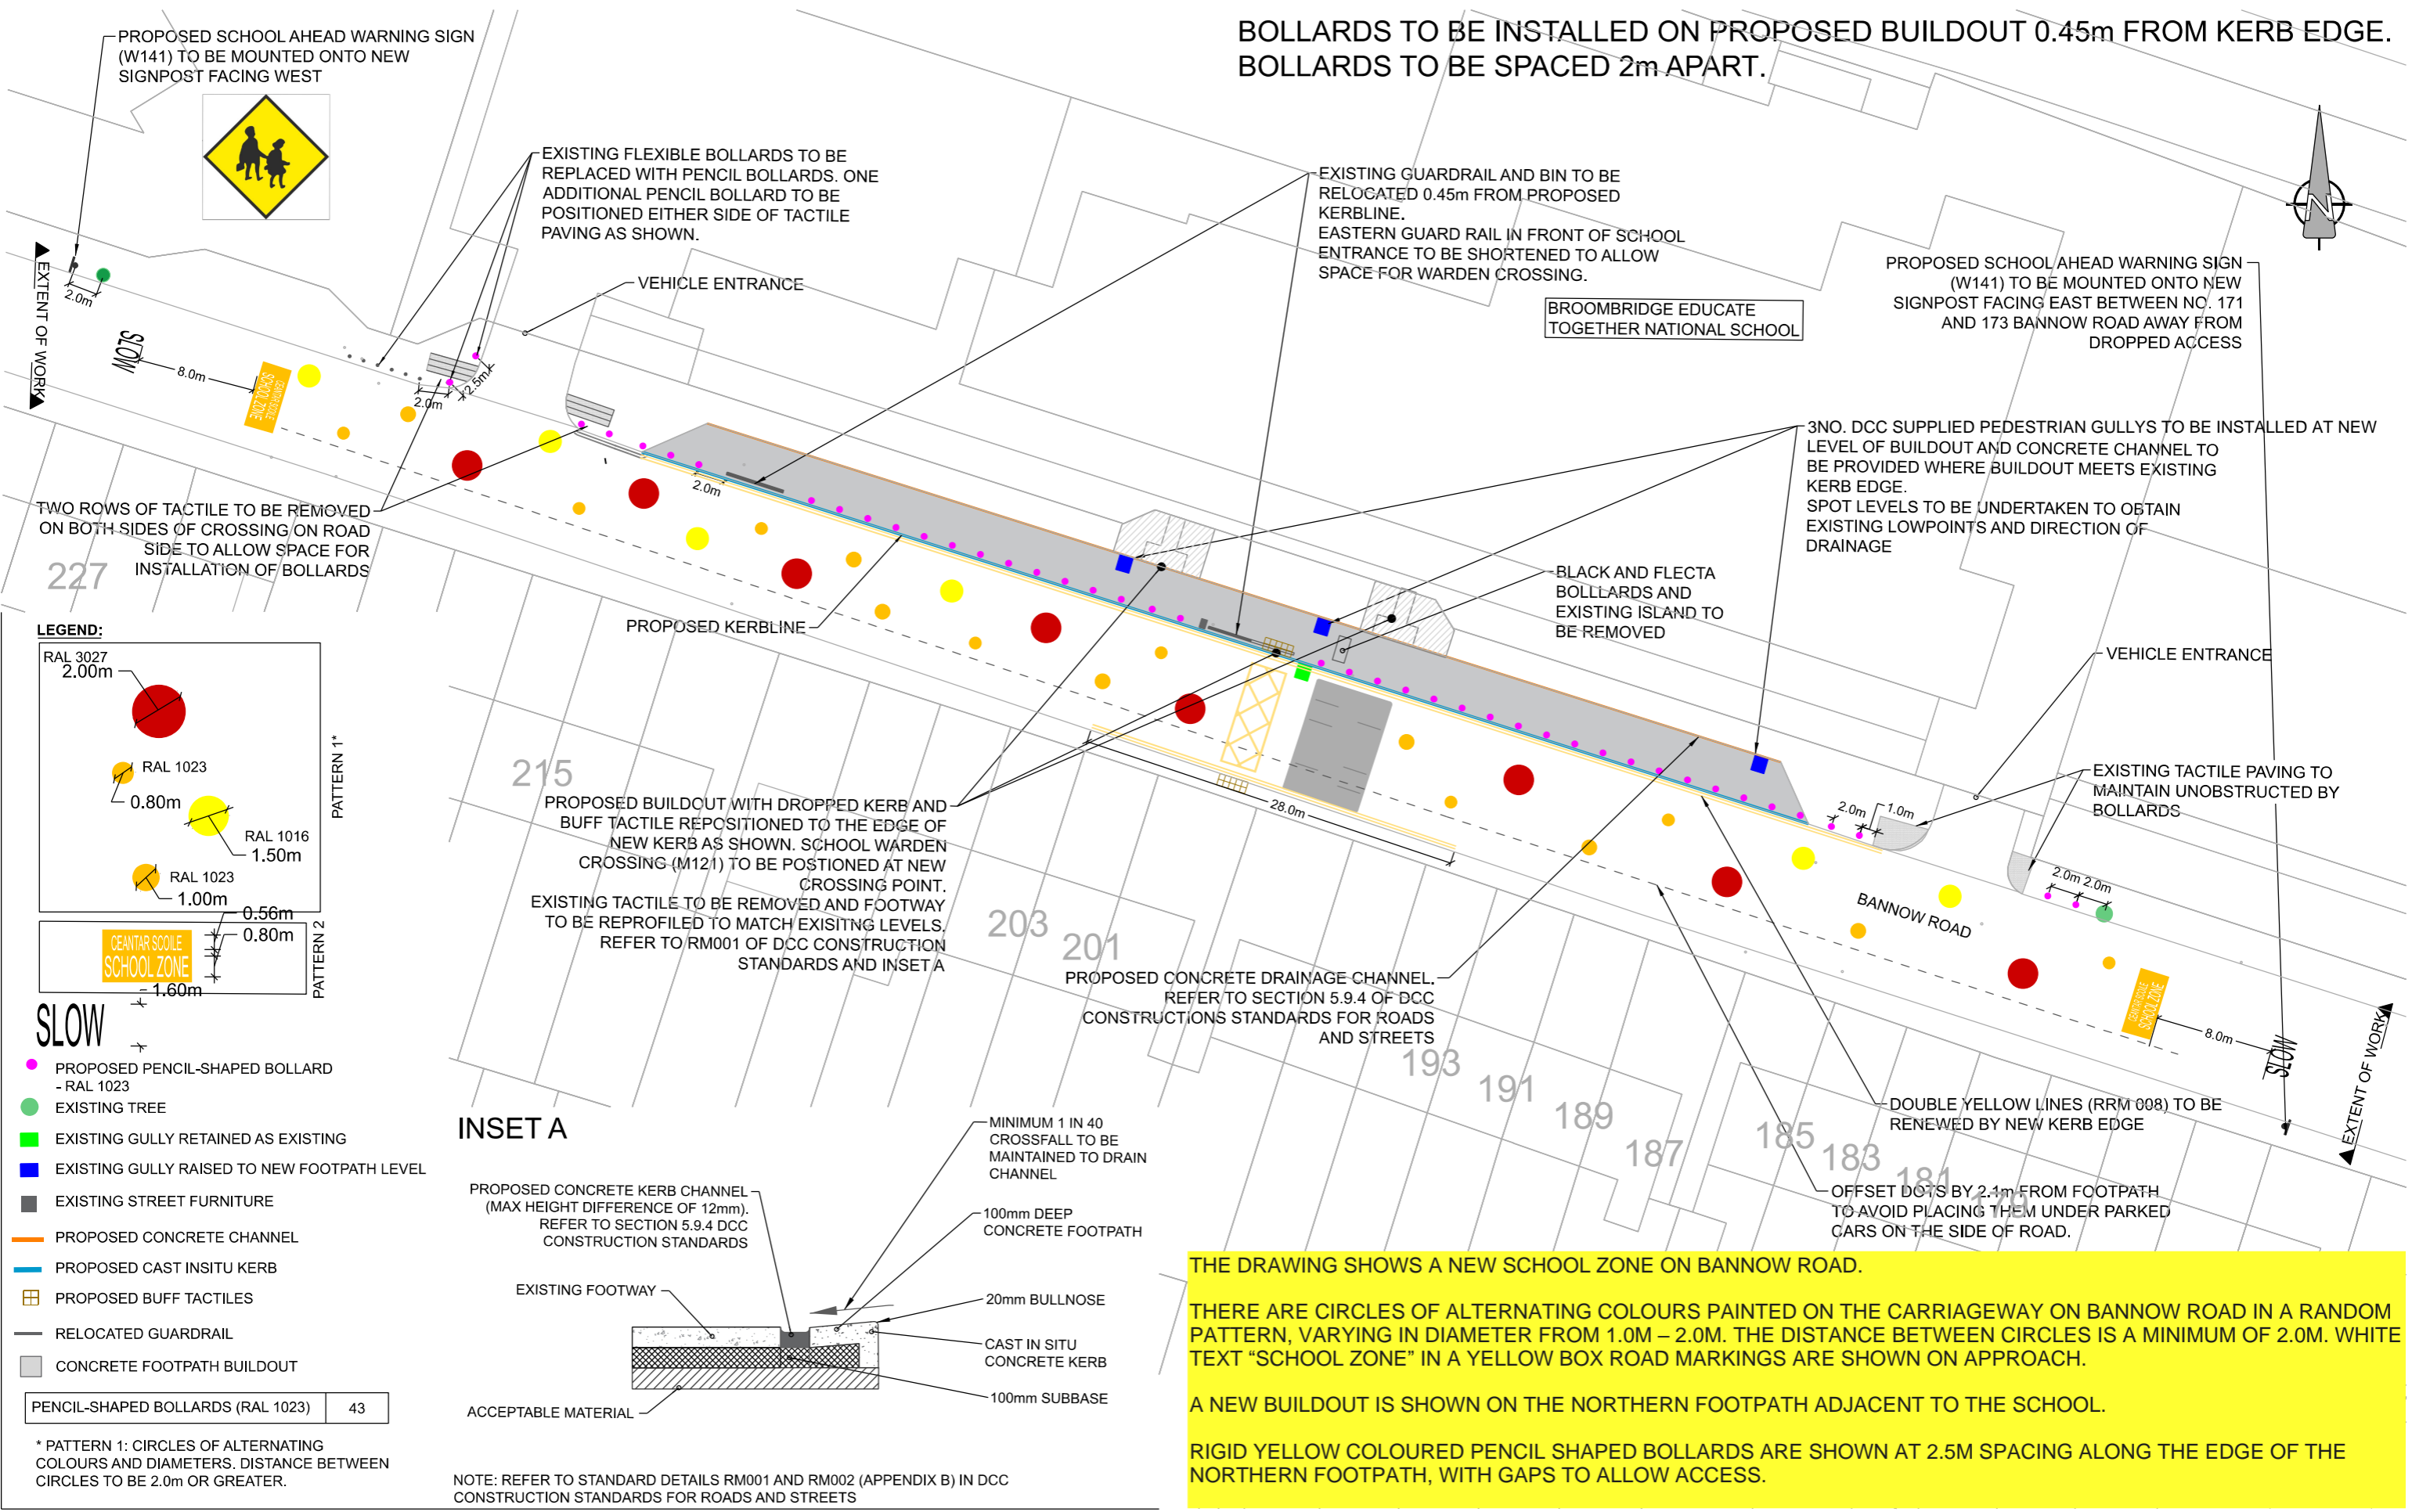 BOLLARDS TO BE INSTALLED ON PROPOSED BUILDOUT 0.45m FROM KERB EDGE.
BOLLARDS TO BE SPACED 2m APART.
PROPOSED SCHOOL AHEAD WARNING SIGN
(W141) TO BE MOUNTED ONTO NEW
SIGNPOST FACING WEST
EXISTING FLEXIBLE BOLLARDS TO BE
REPLACED WITH PENCIL BOLLARDS. ONE
ADDITIONAL PENCIL BOLLARD TO BE
POSITIONED EITHER SIDE OF TACTILE
PAVING AS SHOWN.
VEHICLE ENTRANCE
EXISTING GUARDRAIL AND BIN TO BE
RELOCATED 0.45m FROM PROPOSED
KERBLINE.
EASTERN GUARD RAIL IN FRONT OF SCHOOL
ENTRANCE TO BE SHORTENED TO ALLOW
SPACE FOR WARDEN CROSSING.
BROOMBRIDGE EDUCATE
TOGETHER NATIONAL SCHOOL
N
PROPOSED SCHOOL AHEAD WARNING SIGN
(W141) TO BE MOUNTED ONTO NEW
SIGNPOST FACING EAST BETWEEN NO. 171
AND 173 BANNOW ROAD AWAY FROM
DROPPED ACCESS
EXTENT OF WORK
2.0m
SLOW
8.0m
CEANTAR SCOILE
SCHOOL ZONE
2.0m
2.5m
2.0m
3NO. DCC SUPPLIED PEDESTRIAN GULLYS TO BE INSTALLED AT NEW
LEVEL OF BUILDOUT AND CONCRETE CHANNEL TO
BE PROVIDED WHERE BUILDOUT MEETS EXISTING
KERB EDGE.
SPOT LEVELS TO BE UNDERTAKEN TO OBTAIN
EXISTING LOWPOINTS AND DIRECTION OF
DRAINAGE
TWO ROWS OF TACTILE TO BE REMOVED
ON BOTH SIDES OF CROSSING ON ROAD
SIDE TO ALLOW SPACE FOR
INSTALLATION OF BOLLARDS
227
PROPOSED KERBLINE
BLACK AND FLECTA
BOLLLARDS AND
EXISTING ISLAND TO
BE REMOVED
VEHICLE ENTRANCE
EXISTING TACTILE PAVING TO
MAINTAIN UNOBSTRUCTED BY
BOLLARDS
2.0m
1.0m
2.0m 2.0m
BANNOW ROAD
28.0m
215
PROPOSED BUILDOUT WITH DROPPED KERB AND
BUFF TACTILE REPOSITIONED TO THE EDGE OF
NEW KERB AS SHOWN. SCHOOL WARDEN
CROSSING (M121) TO BE POSTIONED AT NEW
CROSSING POINT.
EXISTING TACTILE TO BE REMOVED AND FOOTWAY
TO BE REPROFILED TO MATCH EXISITNG LEVELS.
REFER TO RM001 OF DCC CONSTRUCTION
STANDARDS AND INSET A
203
201
PROPOSED CONCRETE DRAINAGE CHANNEL.
REFER TO SECTION 5.9.4 OF DCC
CONSTRUCTIONS STANDARDS FOR ROADS
AND STREETS
193
191
189
187
185
183
181
179
CEANTAR SCOILE
SCHOOL ZONE
8.0m
SLOW
EXTENT OF WORK
DOUBLE YELLOW LINES (RRM 008) TO BE
RENEWED BY NEW KERB EDGE
OFFSET DOTS BY 2.1m FROM FOOTPATH
TO AVOID PLACING THEM UNDER PARKED
CARS ON THE SIDE OF ROAD.
LEGEND:
RAL 3027
2.00m
RAL 1023
0.80m
RAL 1016
1.50m
RAL 1023
1.00m
PATTERN 1*
CEANTAR SCOILE
SCHOOL ZONE
0.56m
0.80m
PATTERN 2
1.60m
SLOW
PROPOSED PENCIL-SHAPED BOLLARD
- RAL 1023
EXISTING TREE
EXISTING GULLY RETAINED AS EXISTING
EXISTING GULLY RAISED TO NEW FOOTPATH LEVEL
EXISTING STREET FURNITURE
PROPOSED CONCRETE CHANNEL
PROPOSED CAST INSITU KERB
PROPOSED BUFF TACTILES
RELOCATED GUARDRAIL
CONCRETE FOOTPATH BUILDOUT
PENCIL-SHAPED BOLLARDS (RAL 1023) 43
* PATTERN 1: CIRCLES OF ALTERNATING
COLOURS AND DIAMETERS. DISTANCE BETWEEN
CIRCLES TO BE 2.0m OR GREATER.
INSET A
MINIMUM 1 IN 40
CROSSFALL TO BE
MAINTAINED TO DRAIN
CHANNEL
PROPOSED CONCRETE KERB CHANNEL
(MAX HEIGHT DIFFERENCE OF 12mm).
REFER TO SECTION 5.9.4 DCC
CONSTRUCTION STANDARDS
100mm DEEP
CONCRETE FOOTPATH
EXISTING FOOTWAY
20mm BULLNOSE
CAST IN SITU
CONCRETE KERB
100mm SUBBASE
ACCEPTABLE MATERIAL
NOTE: REFER TO STANDARD DETAILS RM001 AND RM002 (APPENDIX B) IN DCC
CONSTRUCTION STANDARDS FOR ROADS AND STREETS
THE DRAWING SHOWS A NEW SCHOOL ZONE ON BANNOW ROAD.
THERE ARE CIRCLES OF ALTERNATING COLOURS PAINTED ON THE CARRIAGEWAY ON BANNOW ROAD IN A RANDOM
PATTERN, VARYING IN DIAMETER FROM 1.0M – 2.0M. THE DISTANCE BETWEEN CIRCLES IS A MINIMUM OF 2.0M. WHITE
TEXT “SCHOOL ZONE” IN A YELLOW BOX ROAD MARKINGS ARE SHOWN ON APPROACH.
A NEW BUILDOUT IS SHOWN ON THE NORTHERN FOOTPATH ADJACENT TO THE SCHOOL.
RIGID YELLOW COLOURED PENCIL SHAPED BOLLARDS ARE SHOWN AT 2.5M SPACING ALONG THE EDGE OF THE
NORTHERN FOOTPATH, WITH GAPS TO ALLOW ACCESS.